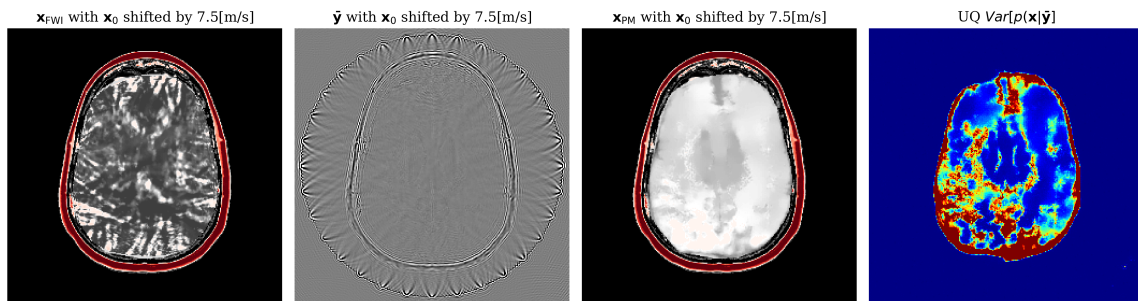 x_FWI with x_0 shifted by 7.5[m/s]
ȳ with x_0 shifted by 7.5[m/s]
x_PM with x_0 shifted by 7.5[m/s]
UQ Var[p(x|ȳ]